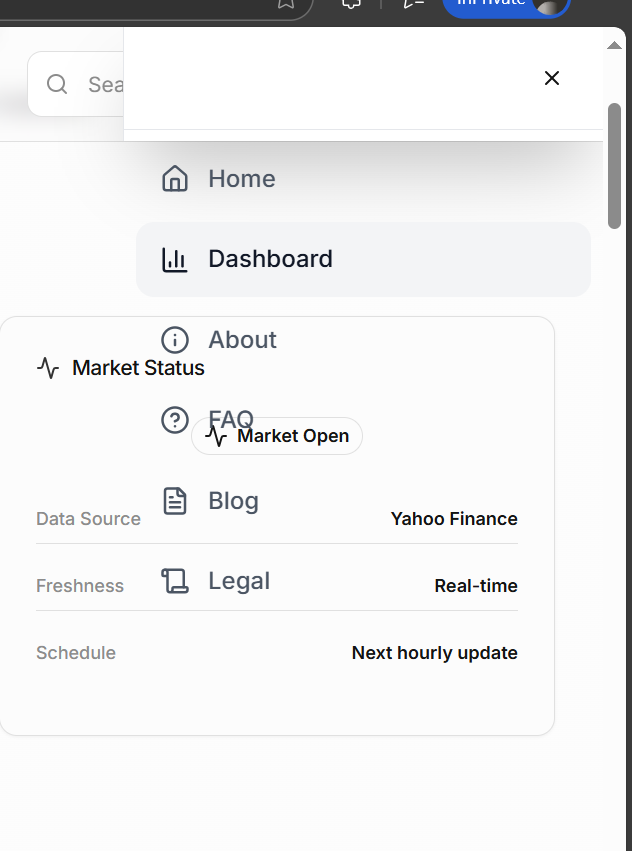 InPrivate
Sea
Home
Dashboard
About
Market Status
FAQ
Market Open
Blog
Data Source Yahoo Finance
Legal
Freshness Real-time
Schedule Next hourly update